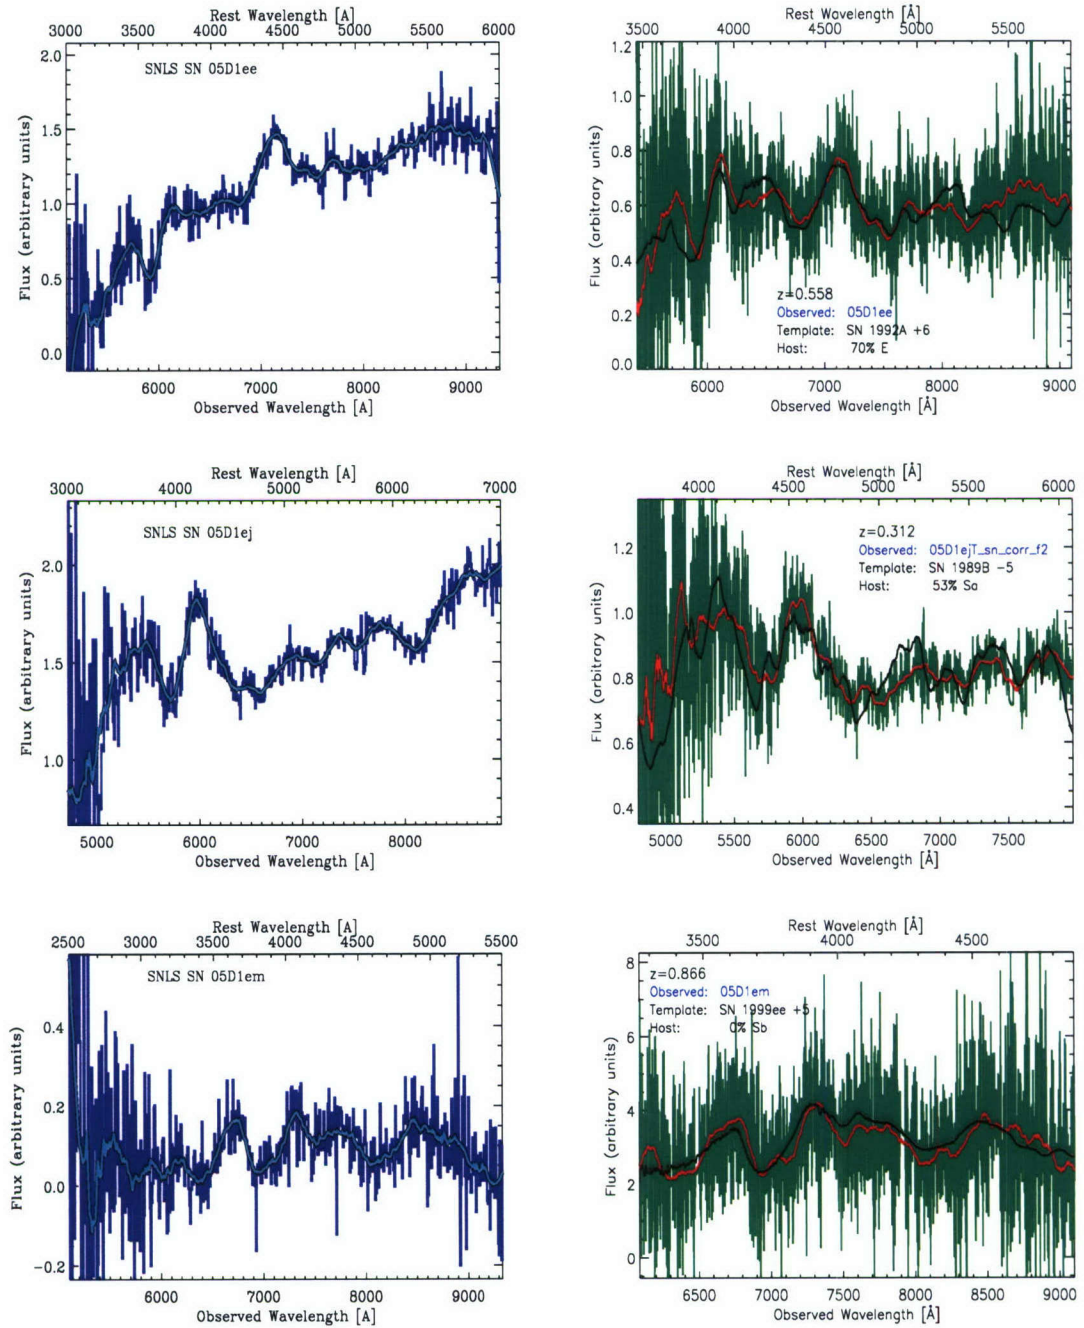 Rest Wavelength [A]
3000 3500 4000 4500 5000 5500 6000
SNLS SN 05D1ee
Flux (arbitrary units)
2.0
1.5
1.0
0.5
0.0
6000 7000 8000 9000
Observed Wavelength [A]
Rest Wavelength [Å]
3500 4000 4500 5000 5500
Flux (arbitrary units)
1.2
1.0
0.8
0.6
0.4
0.2
0.0
z=0.558
Observed: 05D1ee
Template: SN 1992A +6
Host: 70% E
6000 7000 8000 9000
Observed Wavelength [Å]
Rest Wavelength [A]
3000 4000 5000 6000 7000
SNLS SN 05D1ej
Flux (arbitrary units)
2.0
1.5
1.0
5000 6000 7000 8000
Observed Wavelength [A]
Rest Wavelength [Å]
4000 4500 5000 5500 6000
z=0.312
Observed: 05D1ejT_sn_corr_f2
Template: SN 1989B -5
Host: 53% Sa
Flux (arbitrary units)
1.2
1.0
0.8
0.6
0.4
5000 5500 6000 6500 7000 7500
Observed Wavelength [Å]
Rest Wavelength [A]
2500 3000 3500 4000 4500 5000 5500
SNLS SN 05D1em
Flux (arbitrary units)
0.4
0.2
0.0
-0.2
6000 7000 8000 9000
Observed Wavelength [A]
Rest Wavelength [Å]
3500 4000 4500
z=0.866
Observed: 05D1em
Template: SN 1999ee +5
Host: 0% Sb
Flux (arbitrary units)
8
6
4
2
0
6500 7000 7500 8000 8500 9000
Observed Wavelength [Å]